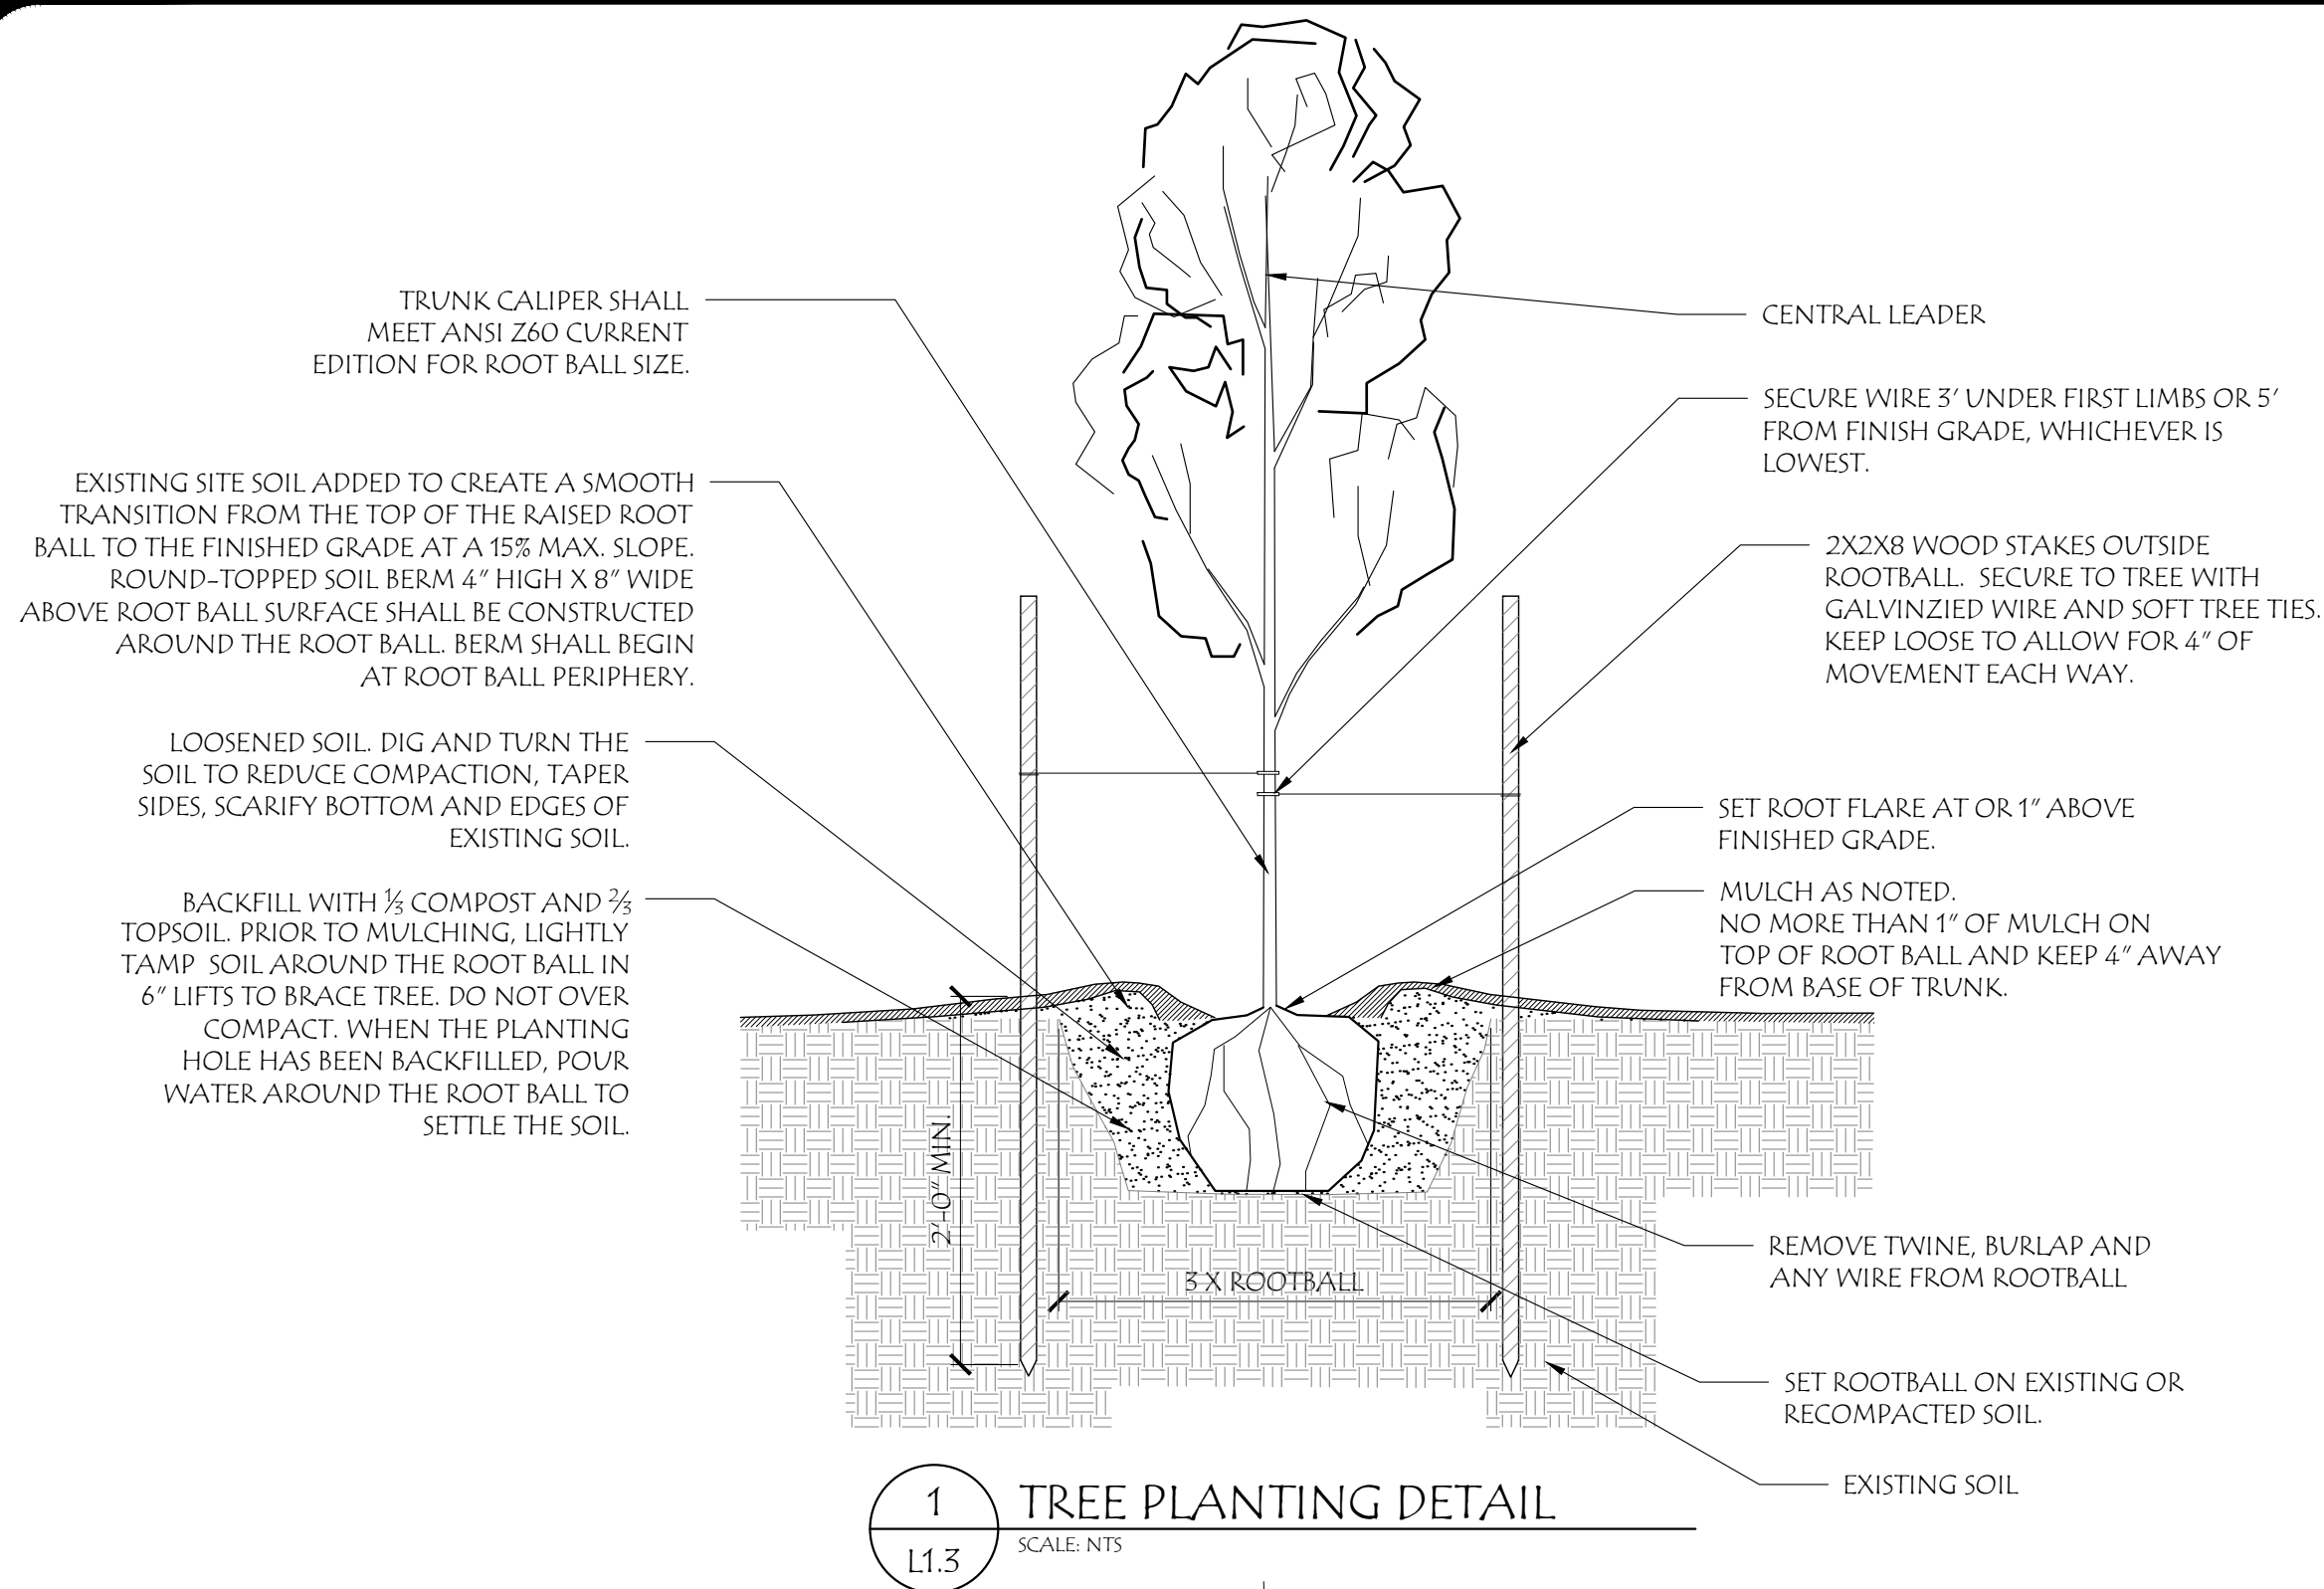 TRUNK CALIPER SHALL
MEET ANSI Z60 CURRENT
EDITION FOR ROOT BALL SIZE.
EXISTING SITE SOIL ADDED TO CREATE A SMOOTH
TRANSITION FROM THE TOP OF THE RAISED ROOT
BALL TO THE FINISHED GRADE AT A 15% MAX. SLOPE.
ROUND-TOPPED SOIL BERM 4" HIGH X 8" WIDE
ABOVE ROOT BALL SURFACE SHALL BE CONSTRUCTED
AROUND THE ROOT BALL. BERM SHALL BEGIN
AT ROOT BALL PERIPHERY.
LOOSENED SOIL. DIG AND TURN THE
SOIL TO REDUCE COMPACTION, TAPER
SIDES, SCARIFY BOTTOM AND EDGES OF
EXISTING SOIL.
BACKFILL WITH ⅓ COMPOST AND ⅔
TOPSOIL. PRIOR TO MULCHING, LIGHTLY
TAMP SOIL AROUND THE ROOT BALL IN
6" LIFTS TO BRACE TREE. DO NOT OVER
COMPACT. WHEN THE PLANTING
HOLE HAS BEEN BACKFILLED, POUR
WATER AROUND THE ROOT BALL TO
SETTLE THE SOIL.
CENTRAL LEADER
SECURE WIRE 3' UNDER FIRST LIMBS OR 5'
FROM FINISH GRADE, WHICHEVER IS
LOWEST.
2X2X8 WOOD STAKES OUTSIDE
ROOTBALL. SECURE TO TREE WITH
GALVINZIED WIRE AND SOFT TREE TIES.
KEEP LOOSE TO ALLOW FOR 4" OF
MOVEMENT EACH WAY.
SET ROOT FLARE AT OR 1" ABOVE
FINISHED GRADE.
MULCH AS NOTED.
NO MORE THAN 1" OF MULCH ON
TOP OF ROOT BALL AND KEEP 4" AWAY
FROM BASE OF TRUNK.
2'-0" MIN.
3 X ROOTBALL
REMOVE TWINE, BURLAP AND
ANY WIRE FROM ROOTBALL
SET ROOTBALL ON EXISTING OR
RECOMPACTED SOIL.
EXISTING SOIL
1
L1.3
TREE PLANTING DETAIL
SCALE: NTS